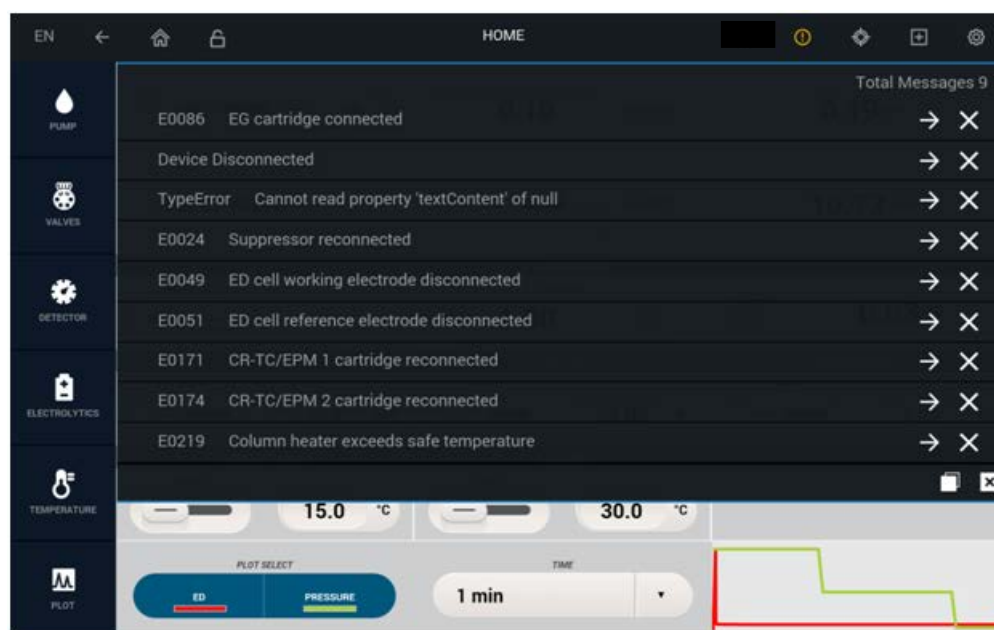 EN HOME
Total Messages 9
PUMP
E0086 EG cartridge connected
Device Disconnected
TypeError Cannot read property 'textContent' of null
VALVES
E0024 Suppressor reconnected
E0049 ED cell working electrode disconnected
DETECTOR
E0051 ED cell reference electrode disconnected
E0171 CR-TC/EPM 1 cartridge reconnected
E0174 CR-TC/EPM 2 cartridge reconnected
ELECTROLYTICS
E0219 Column heater exceeds safe temperature
TEMPERATURE
15.0 °C 30.0 °C
PLOT SELECT TIME
ED PRESSURE 1 min
PLOT